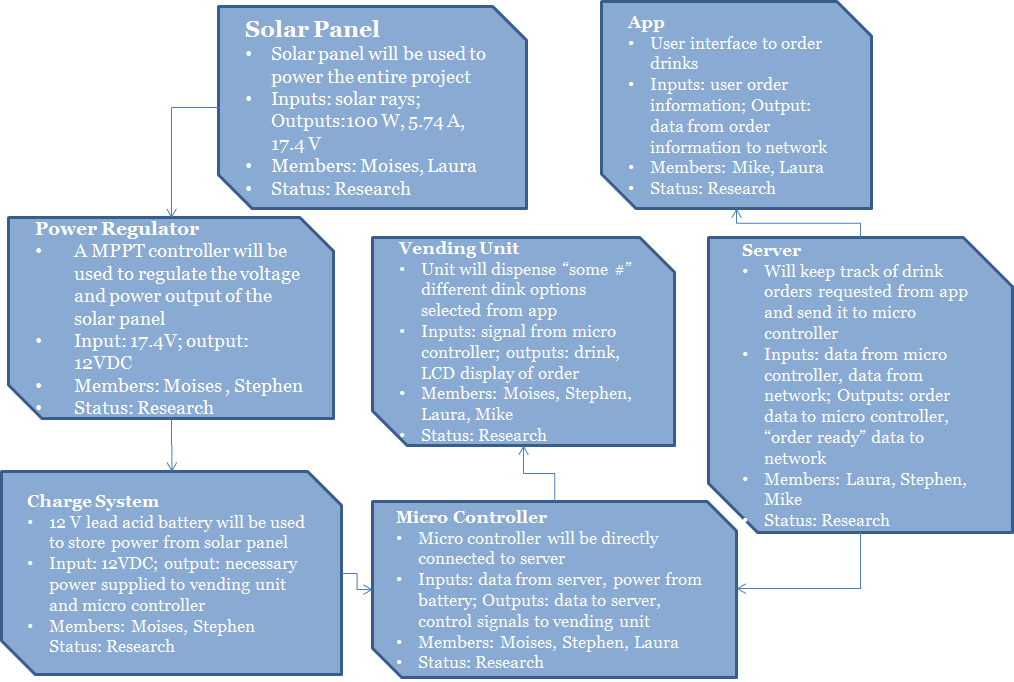 Solar Panel
• Solar panel will be used to
power the entire project
• Inputs: solar rays;
Outputs:100 W, 5.74 A,
17.4 V
• Members: Moises, Laura
• Status: Research
App
• User interface to order
drinks
• Inputs: user order
information; Output:
data from order
information to network
• Members: Mike, Laura
• Status: Research
Power Regulator
• A MPPT controller will be
used to regulate the voltage
and power output of the
solar panel
• Input: 17.4V; output:
12VDC
• Members: Moises , Stephen
• Status: Research
Vending Unit
• Unit will dispense “some #”
different dink options
selected from app
• Inputs: signal from micro
controller; outputs: drink,
LCD display of order
• Members: Moises, Stephen,
Laura, Mike
• Status: Research
Server
• Will keep track of drink
orders requested from app
and send it to micro
controller
• Inputs: data from micro
controller, data from
network; Outputs: order
data to micro controller,
“order ready” data to
network
• Members: Laura, Stephen,
Mike
• Status: Research
Charge System
• 12 V lead acid battery will be used
to store power from solar panel
• Input: 12VDC; output: necessary
power supplied to vending unit
and micro controller
• Members: Moises, Stephen
Status: Research
Micro Controller
• Micro controller will be directly
connected to server
• Inputs: data from server, power from
battery; Outputs: data to server,
control signals to vending unit
• Members: Moises, Stephen, Laura
• Status: Research